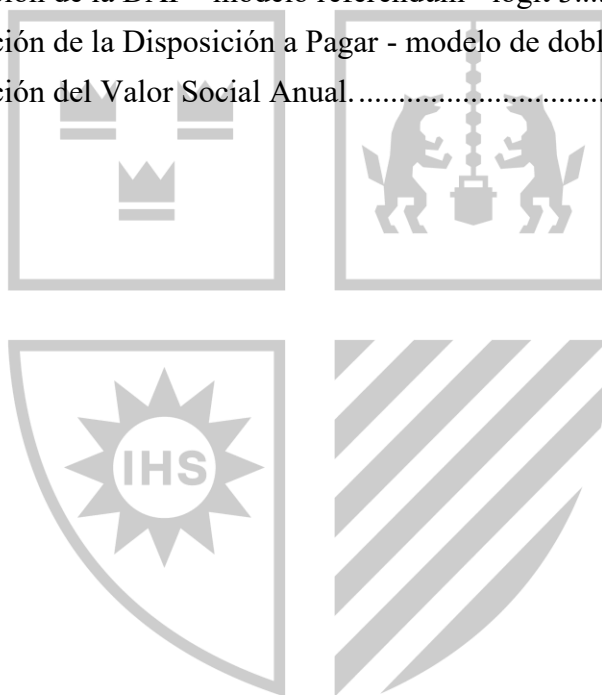 ción de la Disposición a Pagar - modelo de dobl
ción del Valor Social Anual.
IHS